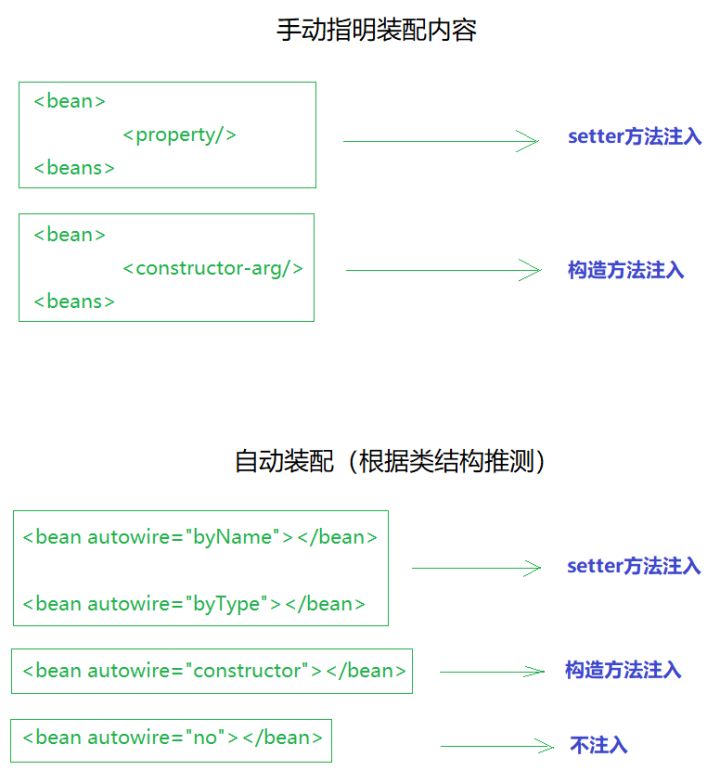 手动指明装配内容
<bean>
<property/>
<beans>
setter方法注入
<bean>
<constructor-arg/>
<beans>
构造方法注入
自动装配（根据类结构推测）
<bean autowire="byName"></bean>
<bean autowire="byType"></bean>
setter方法注入
<bean autowire="constructor"></bean>
构造方法注入
<bean autowire="no"></bean>
不注入